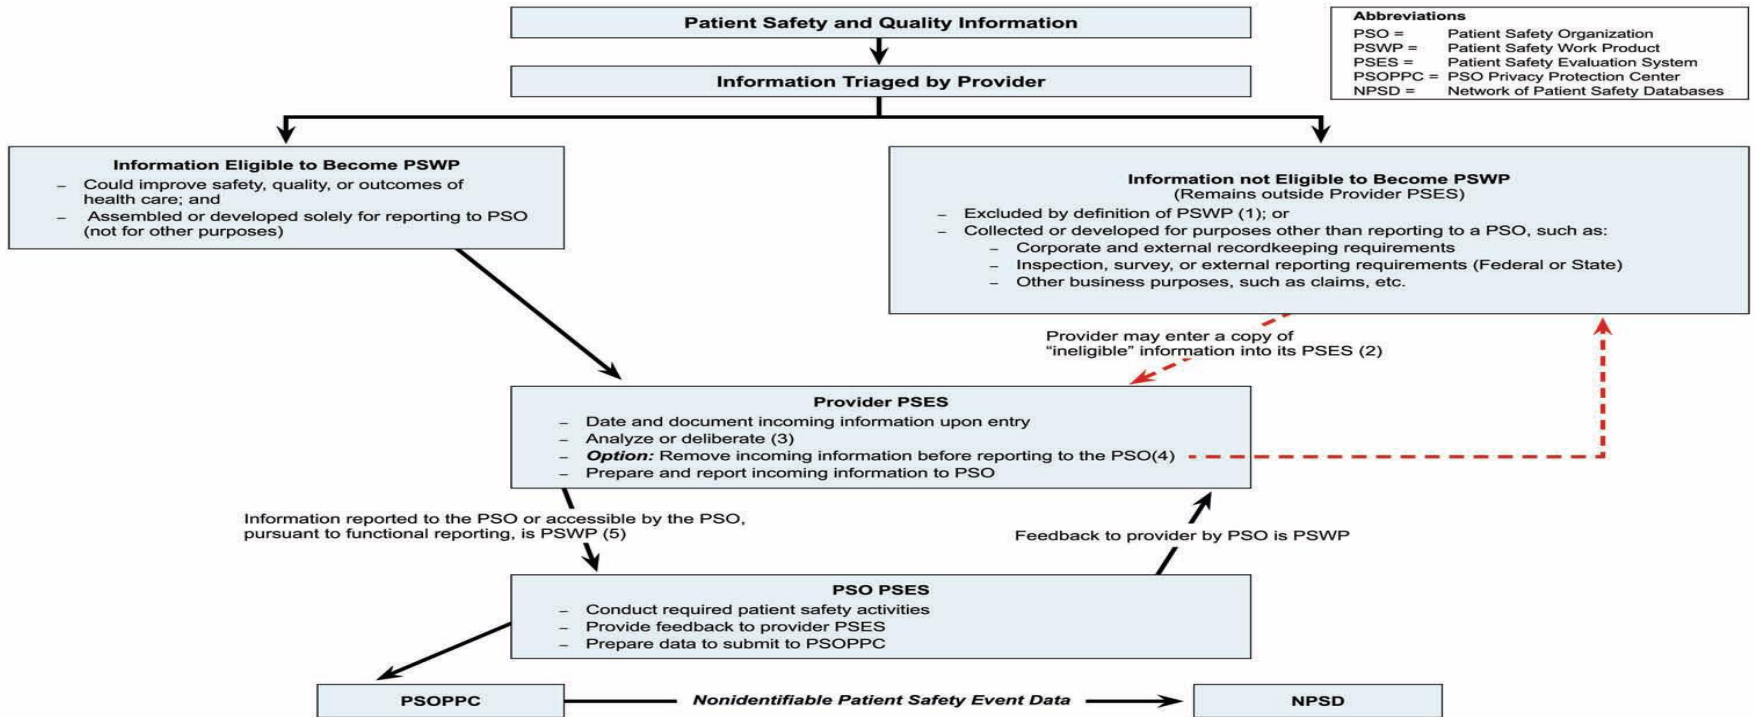 Patient Safety and Quality Information
Abbreviations
PSO = Patient Safety Organization
PSWP = Patient Safety Work Product
PSES = Patient Safety Evaluation System
PSOPPC = PSO Privacy Protection Center
NPSD = Network of Patient Safety Databases
Information Triaged by Provider
Information Eligible to Become PSWP
– Could improve safety, quality, or outcomes of
health care; and
– Assembled or developed solely for reporting to PSO
(not for other purposes)
Information not Eligible to Become PSWP
(Remains outside Provider PSES)
– Excluded by definition of PSWP (1); or
– Collected or developed for purposes other than reporting to a PSO, such as:
– Corporate and external recordkeeping requirements
– Inspection, survey, or external reporting requirements (Federal or State)
– Other business purposes, such as claims, etc.
Provider may enter a copy of
“ineligible” information into its PSES (2)
Provider PSES
– Date and document incoming information upon entry
– Analyze or deliberate (3)
– Option: Remove incoming information before reporting to the PSO(4)
– Prepare and report incoming information to PSO
Information reported to the PSO or accessible by the PSO,
pursuant to functional reporting, is PSWP (5)
Feedback to provider by PSO is PSWP
PSO PSES
– Conduct required patient safety activities
– Provide feedback to provider PSES
– Prepare data to submit to PSOPPC
PSOPPC
Nonidentifiable Patient Safety Event Data
NPSD